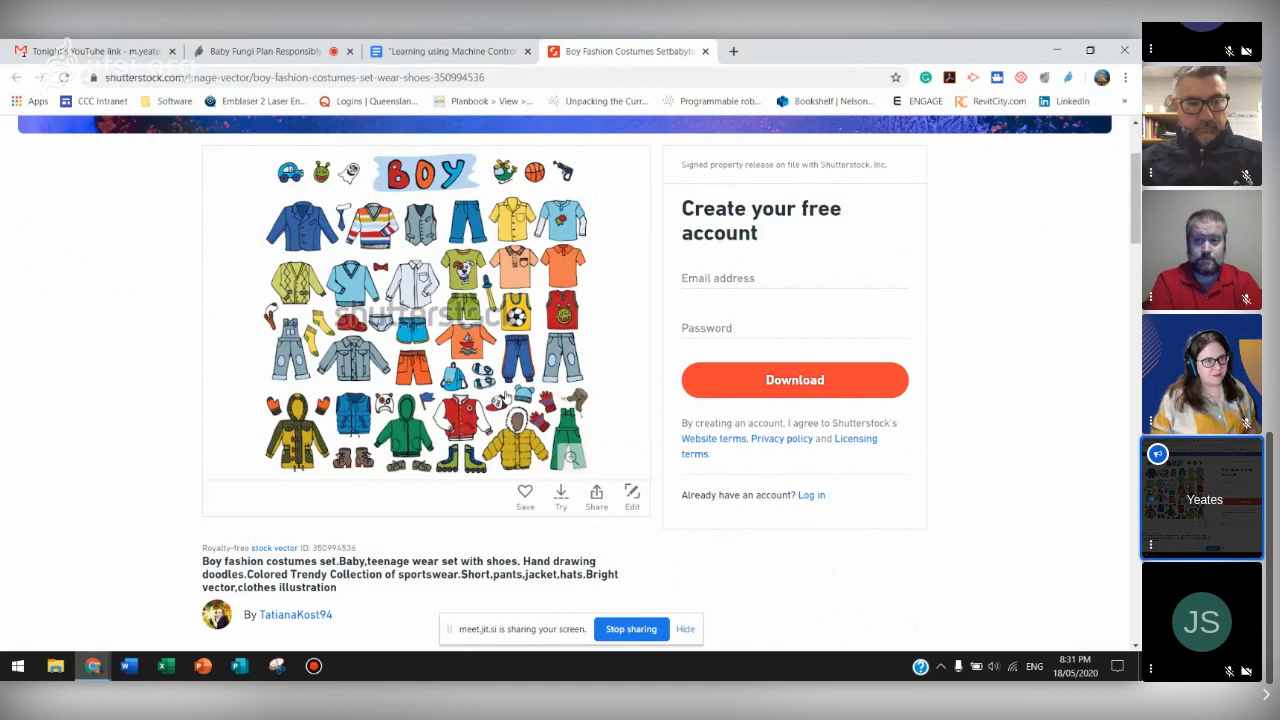 Tonight's YouTube link - m.yeate
Baby Fungi Plan Responsibly
"Learning using Machine Control
Boy Fashion Costumes Setbabyte
jitsi.org
shutterstock.com/image-vector/boy-fashion-costumes-set-wear-shoes-350994536
Apps
CCC Intranet
Software
Emblaser 2 Laser En...
Logins | Queenslan...
Planbook > View >...
Unpacking the Curr...
Programmable rob...
Bookshelf | Nelson...
ENGAGE
RevitCity.com
LinkedIn
»
BOY
shutterstock
Save
Try
Share
Edit
Signed property release on file with Shutterstock, Inc.
Create your free
account
Email address
Password
Download
By creating an account, I agree to Shutterstock's
Website terms, Privacy policy and Licensing
terms.
Already have an account? Log in
Royalty-free stock vector ID: 350994536
Boy fashion costumes set.Baby,teenage wear set with shoes. Hand drawing
doodles.Colored Trendy Collection of sportswear.Short,pants,jacket,hats.Bright
vector,clothes illustration
By TatianaKost94
meet.jit.si is sharing your screen.
Stop sharing
Hide
ENG
8:31 PM
18/05/2020
Yeates
JS